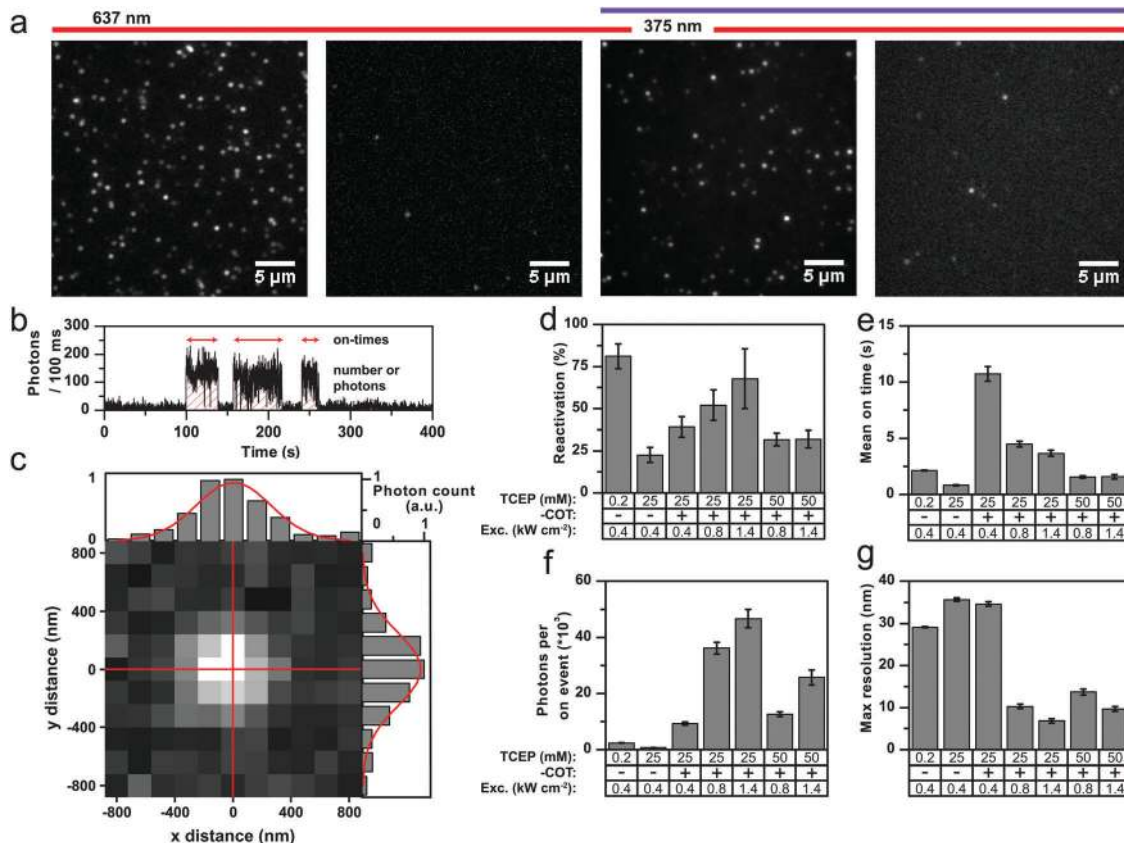 637 nm
375 nm
a
5 µm
5 µm
5 µm
5 µm
b
Photons
/ 100 ms
300
200
100
0
on-times
number or
photons
0
100
200
300
400
Time (s)
c
1
0
Photon count
(a.u.)
0
1
800
400
0
-400
-800
y distance (nm)
-800
-400
0
400
800
x distance (nm)
d
Reactivation (%)
100
75
50
25
0
TCEP (mM): 0.2 25 25 25 25 50 50
-COT: - - + + + + +
Exc. (kW cm⁻²): 0.4 0.4 0.4 0.8 1.4 0.8 1.4
e
Mean on time (s)
15
10
5
0
0.2 25 25 25 25 50 50
- - + + + + +
0.4 0.4 0.4 0.8 1.4 0.8 1.4
f
Photons per
on event (*10³)
60
40
20
0
TCEP (mM): 0.2 25 25 25 25 50 50
-COT: - - + + + + +
Exc. (kW cm⁻²): 0.4 0.4 0.4 0.8 1.4 0.8 1.4
g
Max resolution (nm)
40
30
20
10
0
0.2 25 25 25 25 50 50
- - + + + + +
0.4 0.4 0.4 0.8 1.4 0.8 1.4